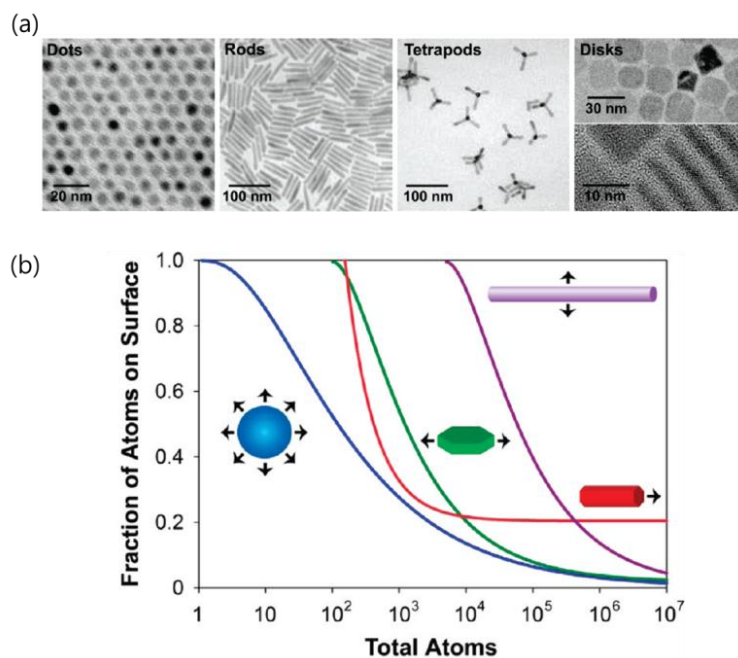 (a)
Dots
20 nm
Rods
100 nm
Tetrapods
100 nm
Disks
30 nm
10 nm
(b)
Fraction of Atoms on Surface
1.0
0.8
0.6
0.4
0.2
0
1 10 10² 10³ 10⁴ 10⁵ 10⁶ 10⁷
Total Atoms